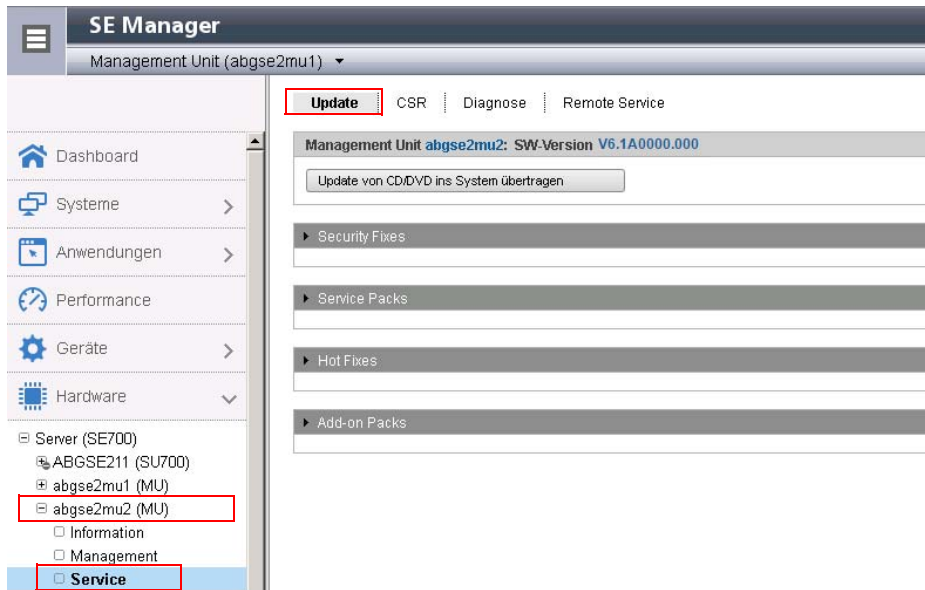 SE Manager
Management Unit (abgse2mu1)
Update CSR Diagnose Remote Service
Management Unit abgse2mu2: SW-Version V6.1A0000.000
Update von CD/DVD ins System übertragen
Security Fixes
Service Packs
Hot Fixes
Add-on Packs
Dashboard
Systeme
Anwendungen
Performance
Geräte
Hardware
Server (SE700)
ABGSE211 (SU700)
abgse2mu1 (MU)
abgse2mu2 (MU)
Information
Management
Service